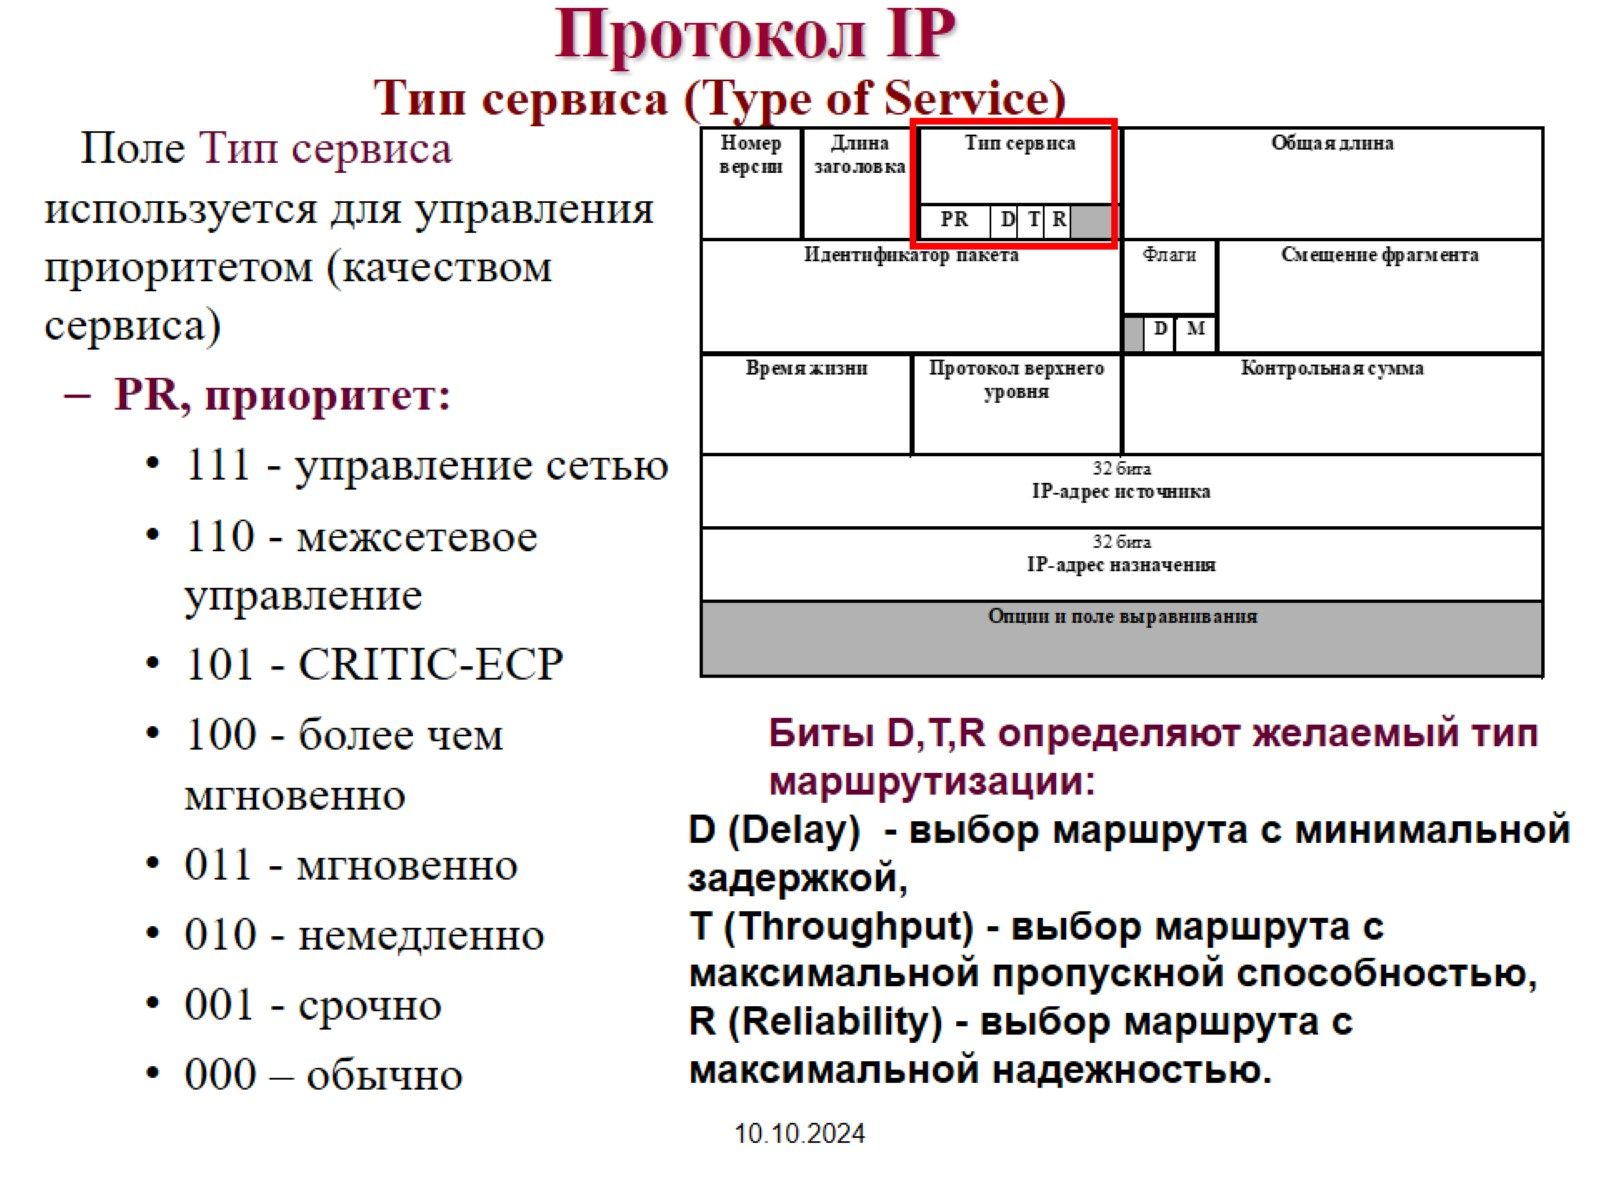 Протокол IP
Тип сервиса (Type of Service)
Поле Тип сервиса
используется для управления
приоритетом (качеством
сервиса)
– PR, приоритет:
• 111 - управление сетью
• 110 - межсетевое
управление
• 101 - CRITIC-ECP
• 100 - более чем
мгновенно
• 011 - мгновенно
• 010 - немедленно
• 001 - срочно
• 000 – обычно
Номер
версии
Длина
заголовка
Тип сервиса
PR D T R
Общая длина
Идентификатор пакета
Флаги
D M
Смещение фрагмента
Время жизни
Протокол верхнего
уровня
Контрольная сумма
32 бита
IP-адрес источника
32 бита
IP-адрес назначения
Опции и поле выравнивания
Биты D,T,R определяют желаемый тип
маршрутизации:
D (Delay) - выбор маршрута с минимальной
задержкой,
T (Throughput) - выбор маршрута с
максимальной пропускной способностью,
R (Reliability) - выбор маршрута с
максимальной надежностью.
10.10.2024